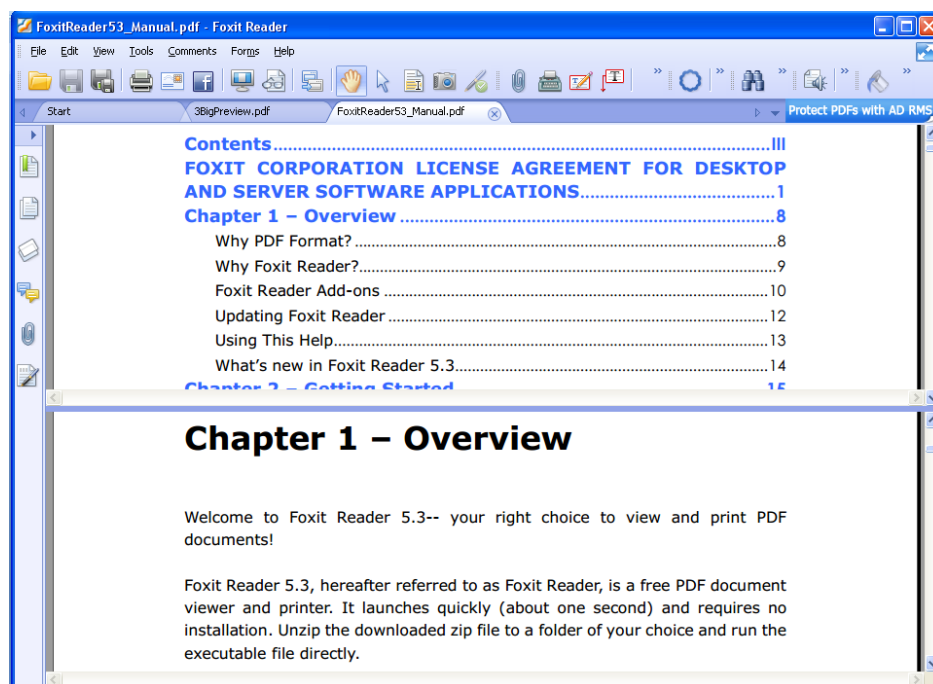 FoxitReader53_Manual.pdf - Foxit Reader
File Edit View Tools Comments Forms Help
Start 3BigPreview.pdf FoxitReader53_Manual.pdf Protect PDFs with AD RMS
Contents....................................................................................................III
FOXIT CORPORATION LICENSE AGREEMENT FOR DESKTOP
AND SERVER SOFTWARE APPLICATIONS........................................1
Chapter 1 – Overview..............................................................................8
Why PDF Format?........................................................................................8
Why Foxit Reader?.......................................................................................9
Foxit Reader Add-ons.................................................................................10
Updating Foxit Reader................................................................................12
Using This Help...........................................................................................13
What’s new in Foxit Reader 5.3..................................................................14
Chapter 2 – Getting Started.................................................................15
Chapter 1 – Overview
Welcome to Foxit Reader 5.3-- your right choice to view and print PDF
documents!
Foxit Reader 5.3, hereafter referred to as Foxit Reader, is a free PDF document
viewer and printer. It launches quickly (about one second) and requires no
installation. Unzip the downloaded zip file to a folder of your choice and run the
executable file directly.